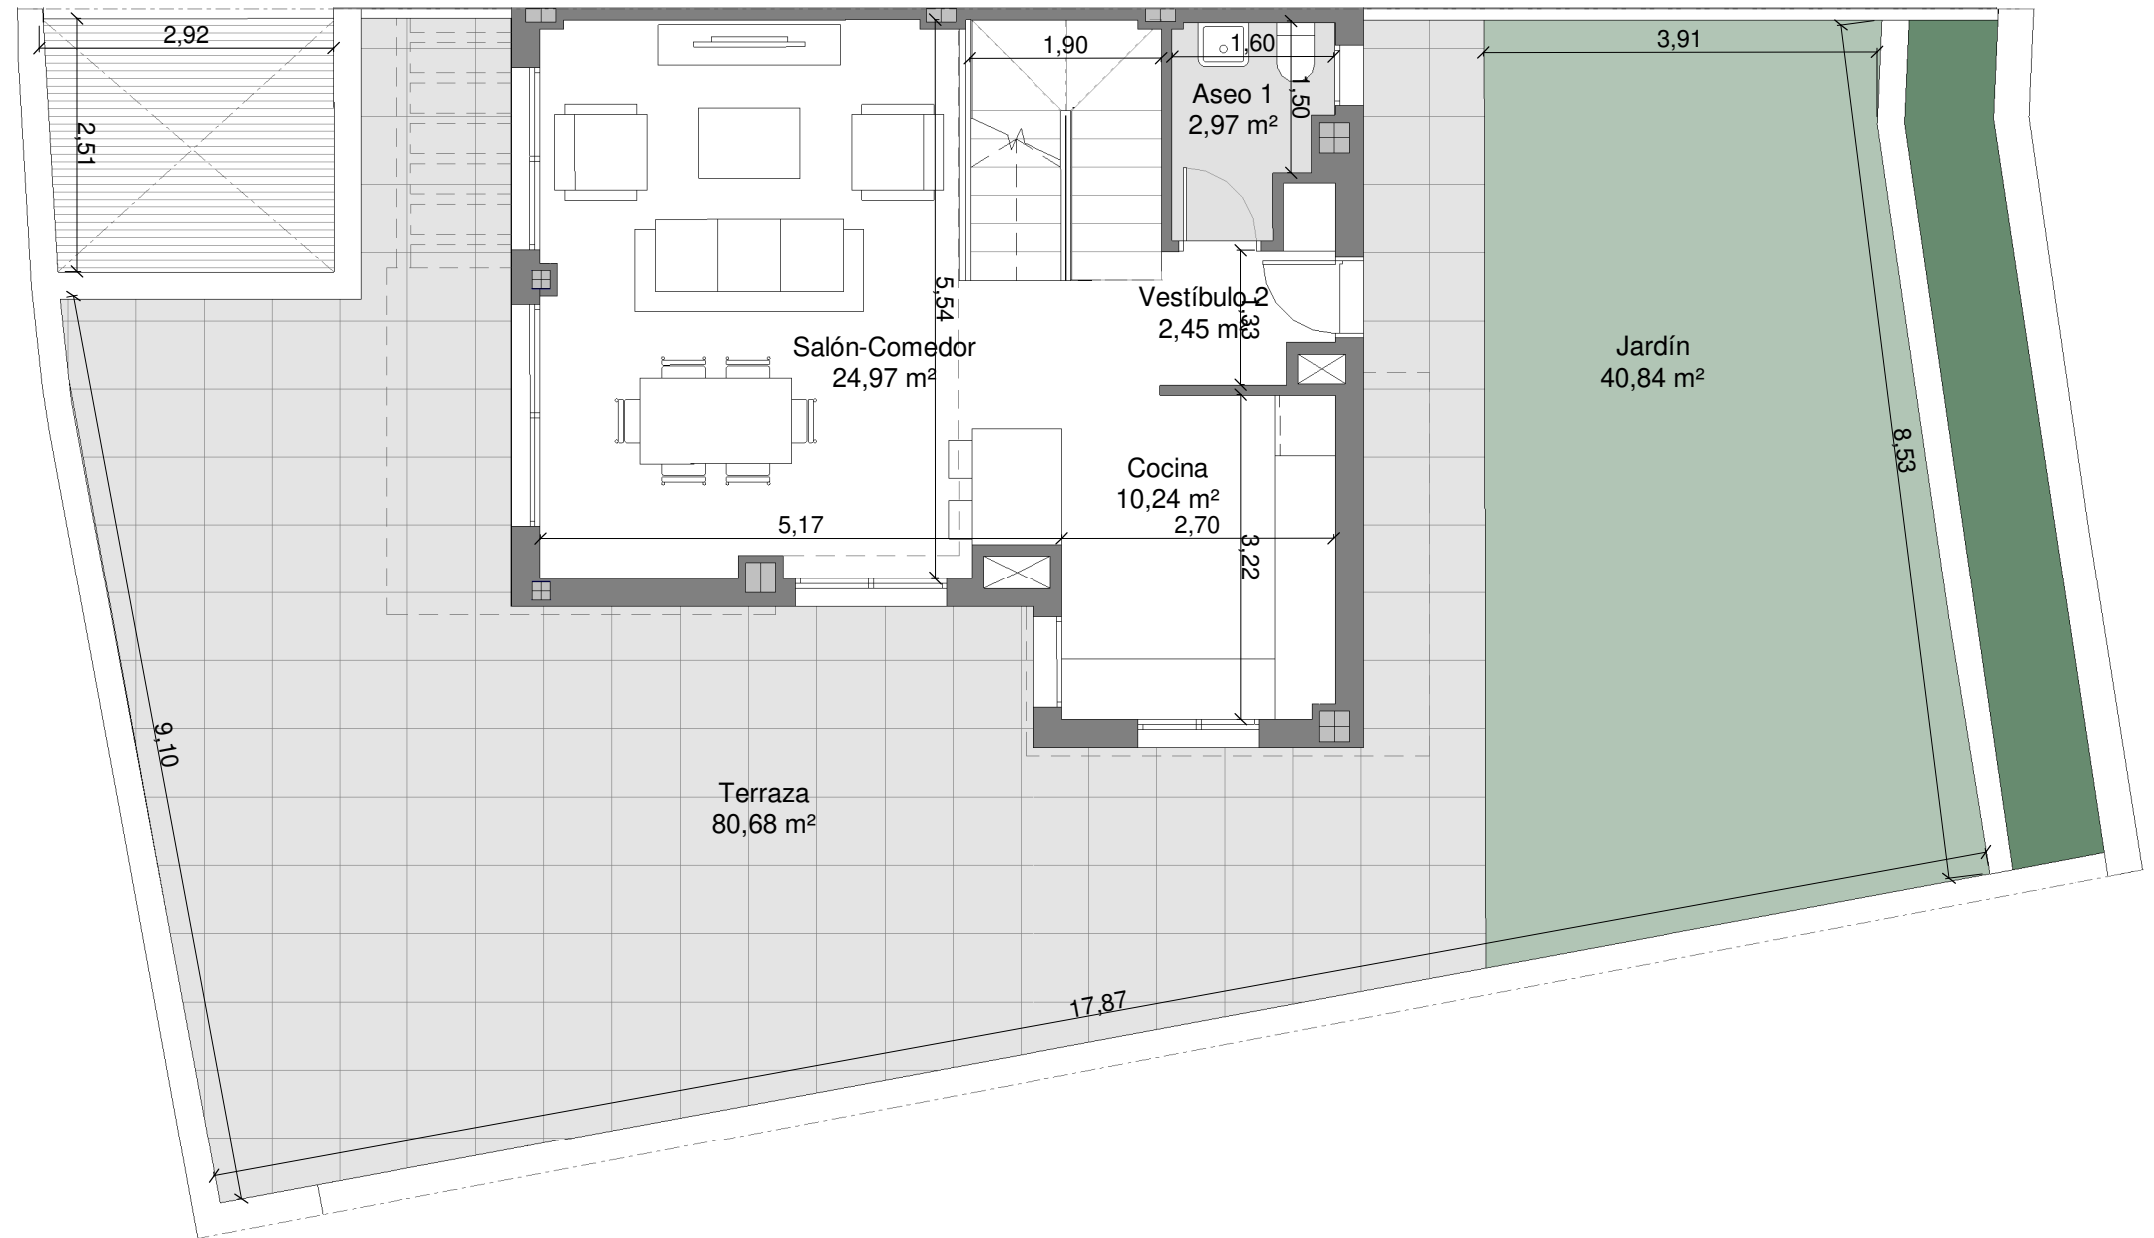 2,92
1,90
1,60
3,91
Aseo 1
2,97 m²
1,50
2,51
5,54
Vestíbulo 2
2,45 m²
1,33
Salón-Comedor
24,97 m²
Jardín
40,84 m²
8,53
Cocina
10,24 m²
5,17
2,70
3,22
9,10
Terraza
80,68 m²
17,87